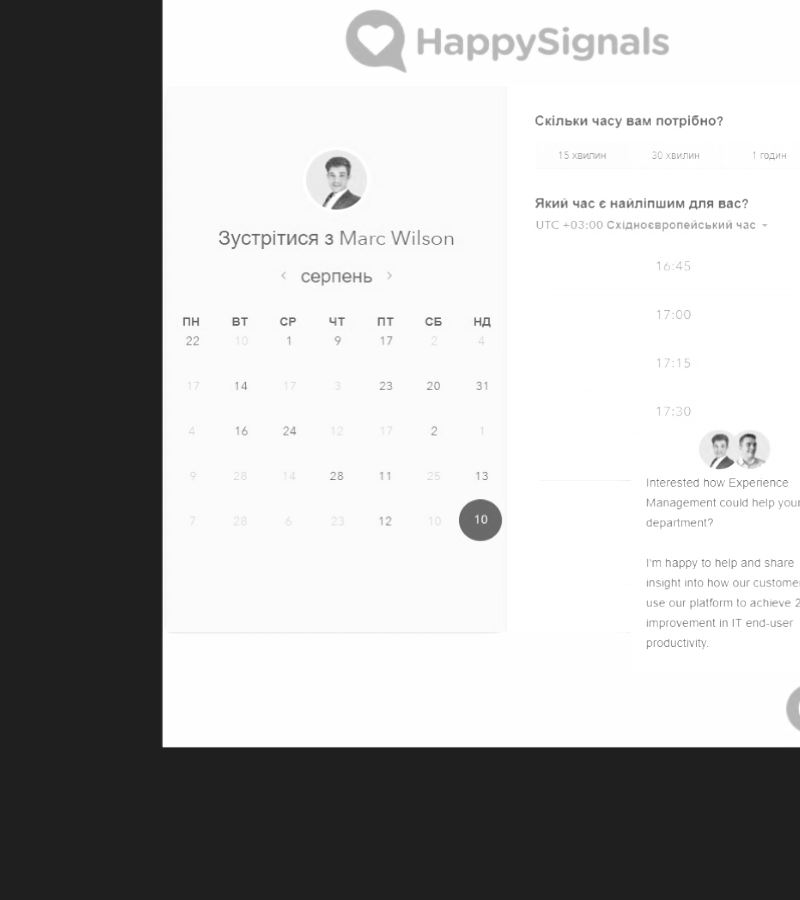 HappySignals
Зустрітися з Marc Wilson
серпень
ПН ВТ СР ЧТ ПТ СБ НД
22 10 1 9 17 2 4
17 14 17 3 23 20 31
4 16 24 12 17 2 1
9 28 14 28 11 25 13
7 28 6 23 12 10 10
Скільки часу вам потрібно?
15 хвилин 30 хвилин 1 годин
Який час є найліпшим для вас?
UTC +03:00 Східноєвропейський час
16:45
17:00
17:15
17:30
Interested how Experience
Management could help your
department?
I'm happy to help and share
insight into how our custome
use our platform to achieve 2
improvement in IT end-user
productivity.